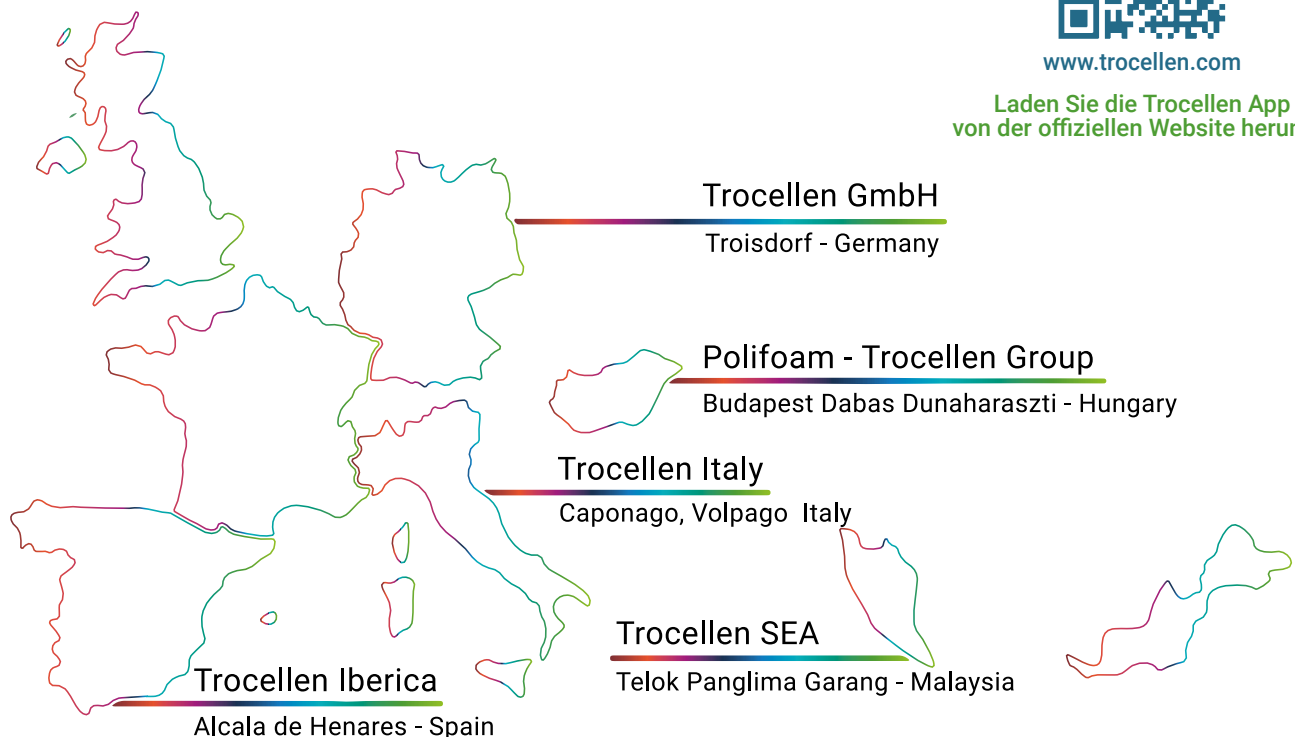 www.trocellen.com
Laden Sie die Trocellen App
von der offiziellen Website
Trocellen GmbH
Troisdorf - Germany
Polifoam - Trocellen Group
Budapest Dabas Dunaharaszti - Hungary
Trocellen Italy
Caponago, Volpago Italy
Trocellen SEA
Telok Panglima Garang - Malaysia
Trocellen Iberica
Alcala de Henares - Spain